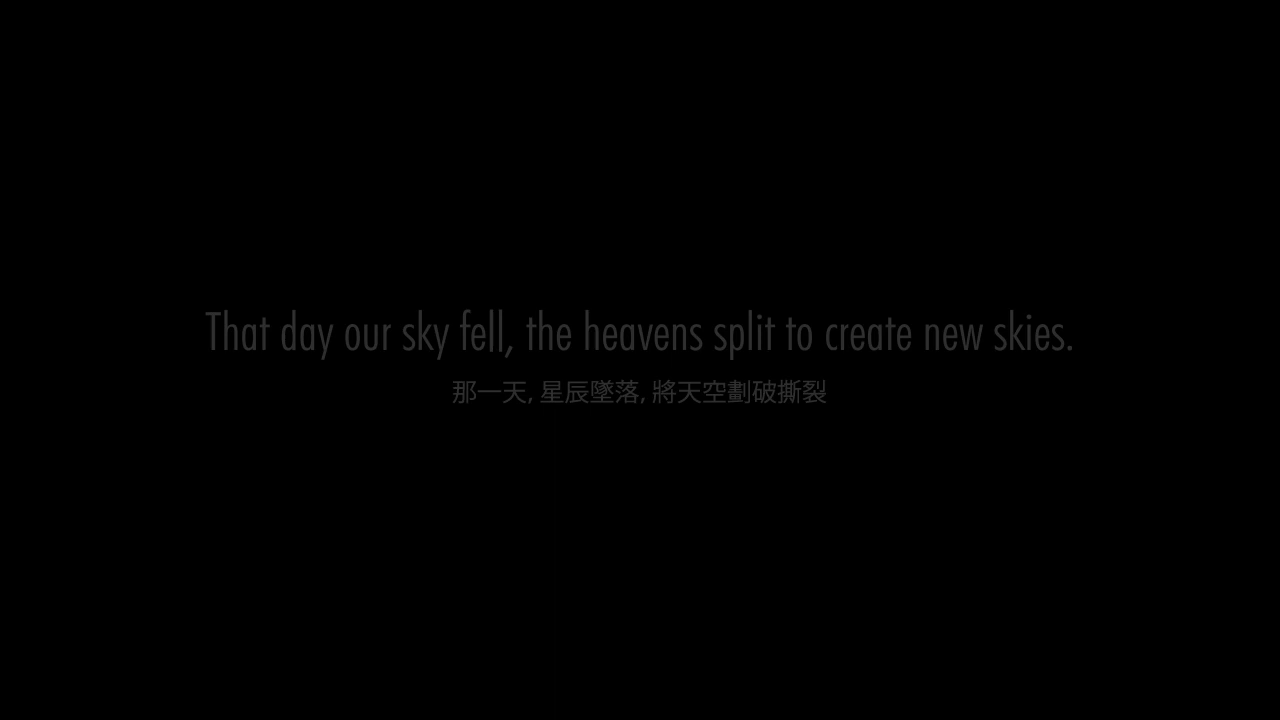 That day our sky fell, the heavens split to create new skies.
那一天, 星辰墜落, 將天空劃破撕裂